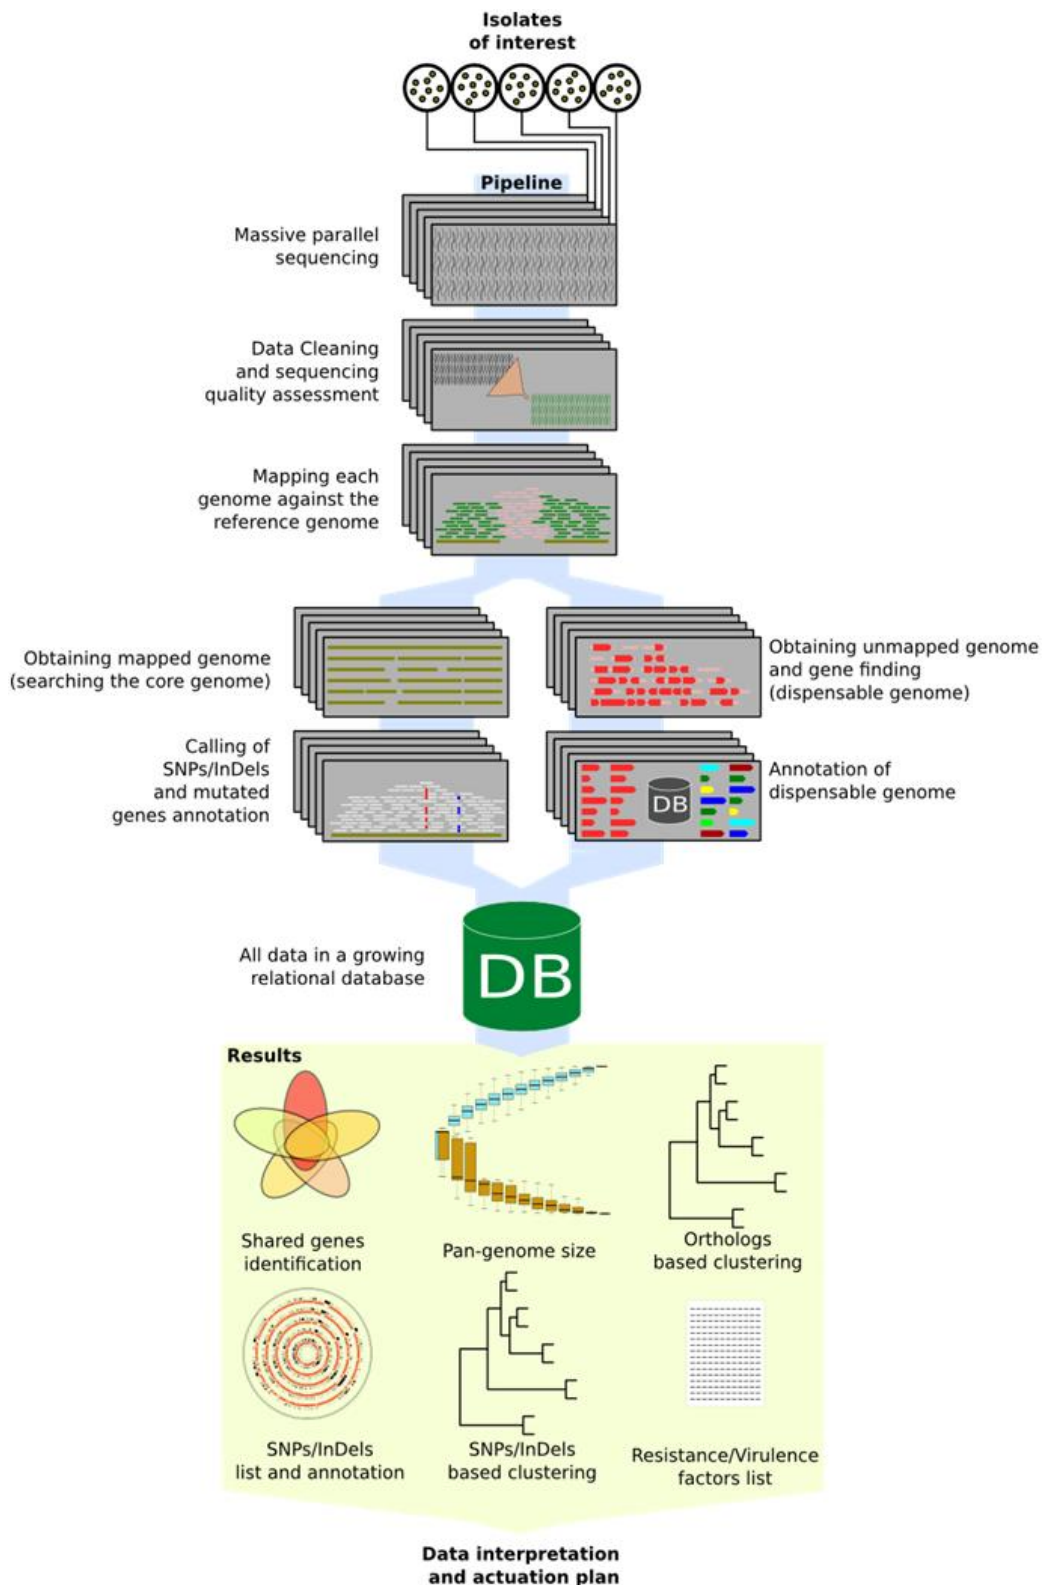 Isolates
of interest
Pipeline
Massive parallel
sequencing
Data Cleaning
and sequencing
quality assessment
Mapping each
genome against the
reference genome
Obtaining mapped genome
(searching the core genome)
Obtaining unmapped genome
and gene finding
(dispensable genome)
Calling of
SNPs/InDels
and mutated
genes annotation
DB
Annotation of
dispensable genome
All data in a growing
relational database
DB
Results
Shared genes
identification
Pan-genome size
Orthologs
based clustering
SNPs/InDels
list and annotation
SNPs/InDels
based clustering
Resistance/Virulence
factors list
Data interpretation
and actuation plan